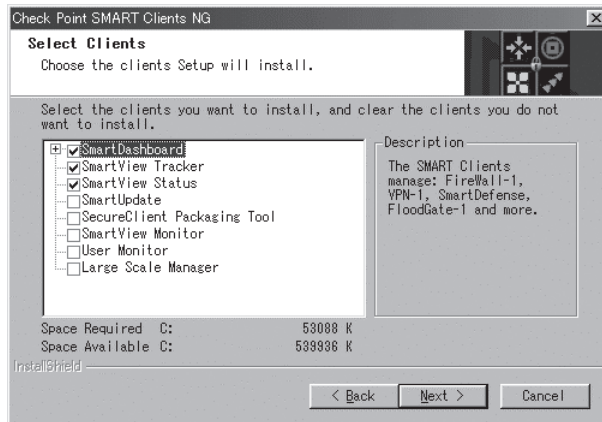 Check Point SMART Clients NG
Select Clients
Choose the clients Setup will install.
Select the clients you want to install, and clear the clients you do not
want to install.
SmartDashboard
SmartView Tracker
SmartView Status
SmartUpdate
SecureClient Packaging Tool
SmartView Monitor
User Monitor
Large Scale Manager
Description
The SMART Clients
manage: FireWall-1,
VPN-1, SmartDefense,
FloodGate-1 and more.
Space Required C: 53088 K
Space Available C: 539936 K
InstallShield
< Back
Next >
Cancel